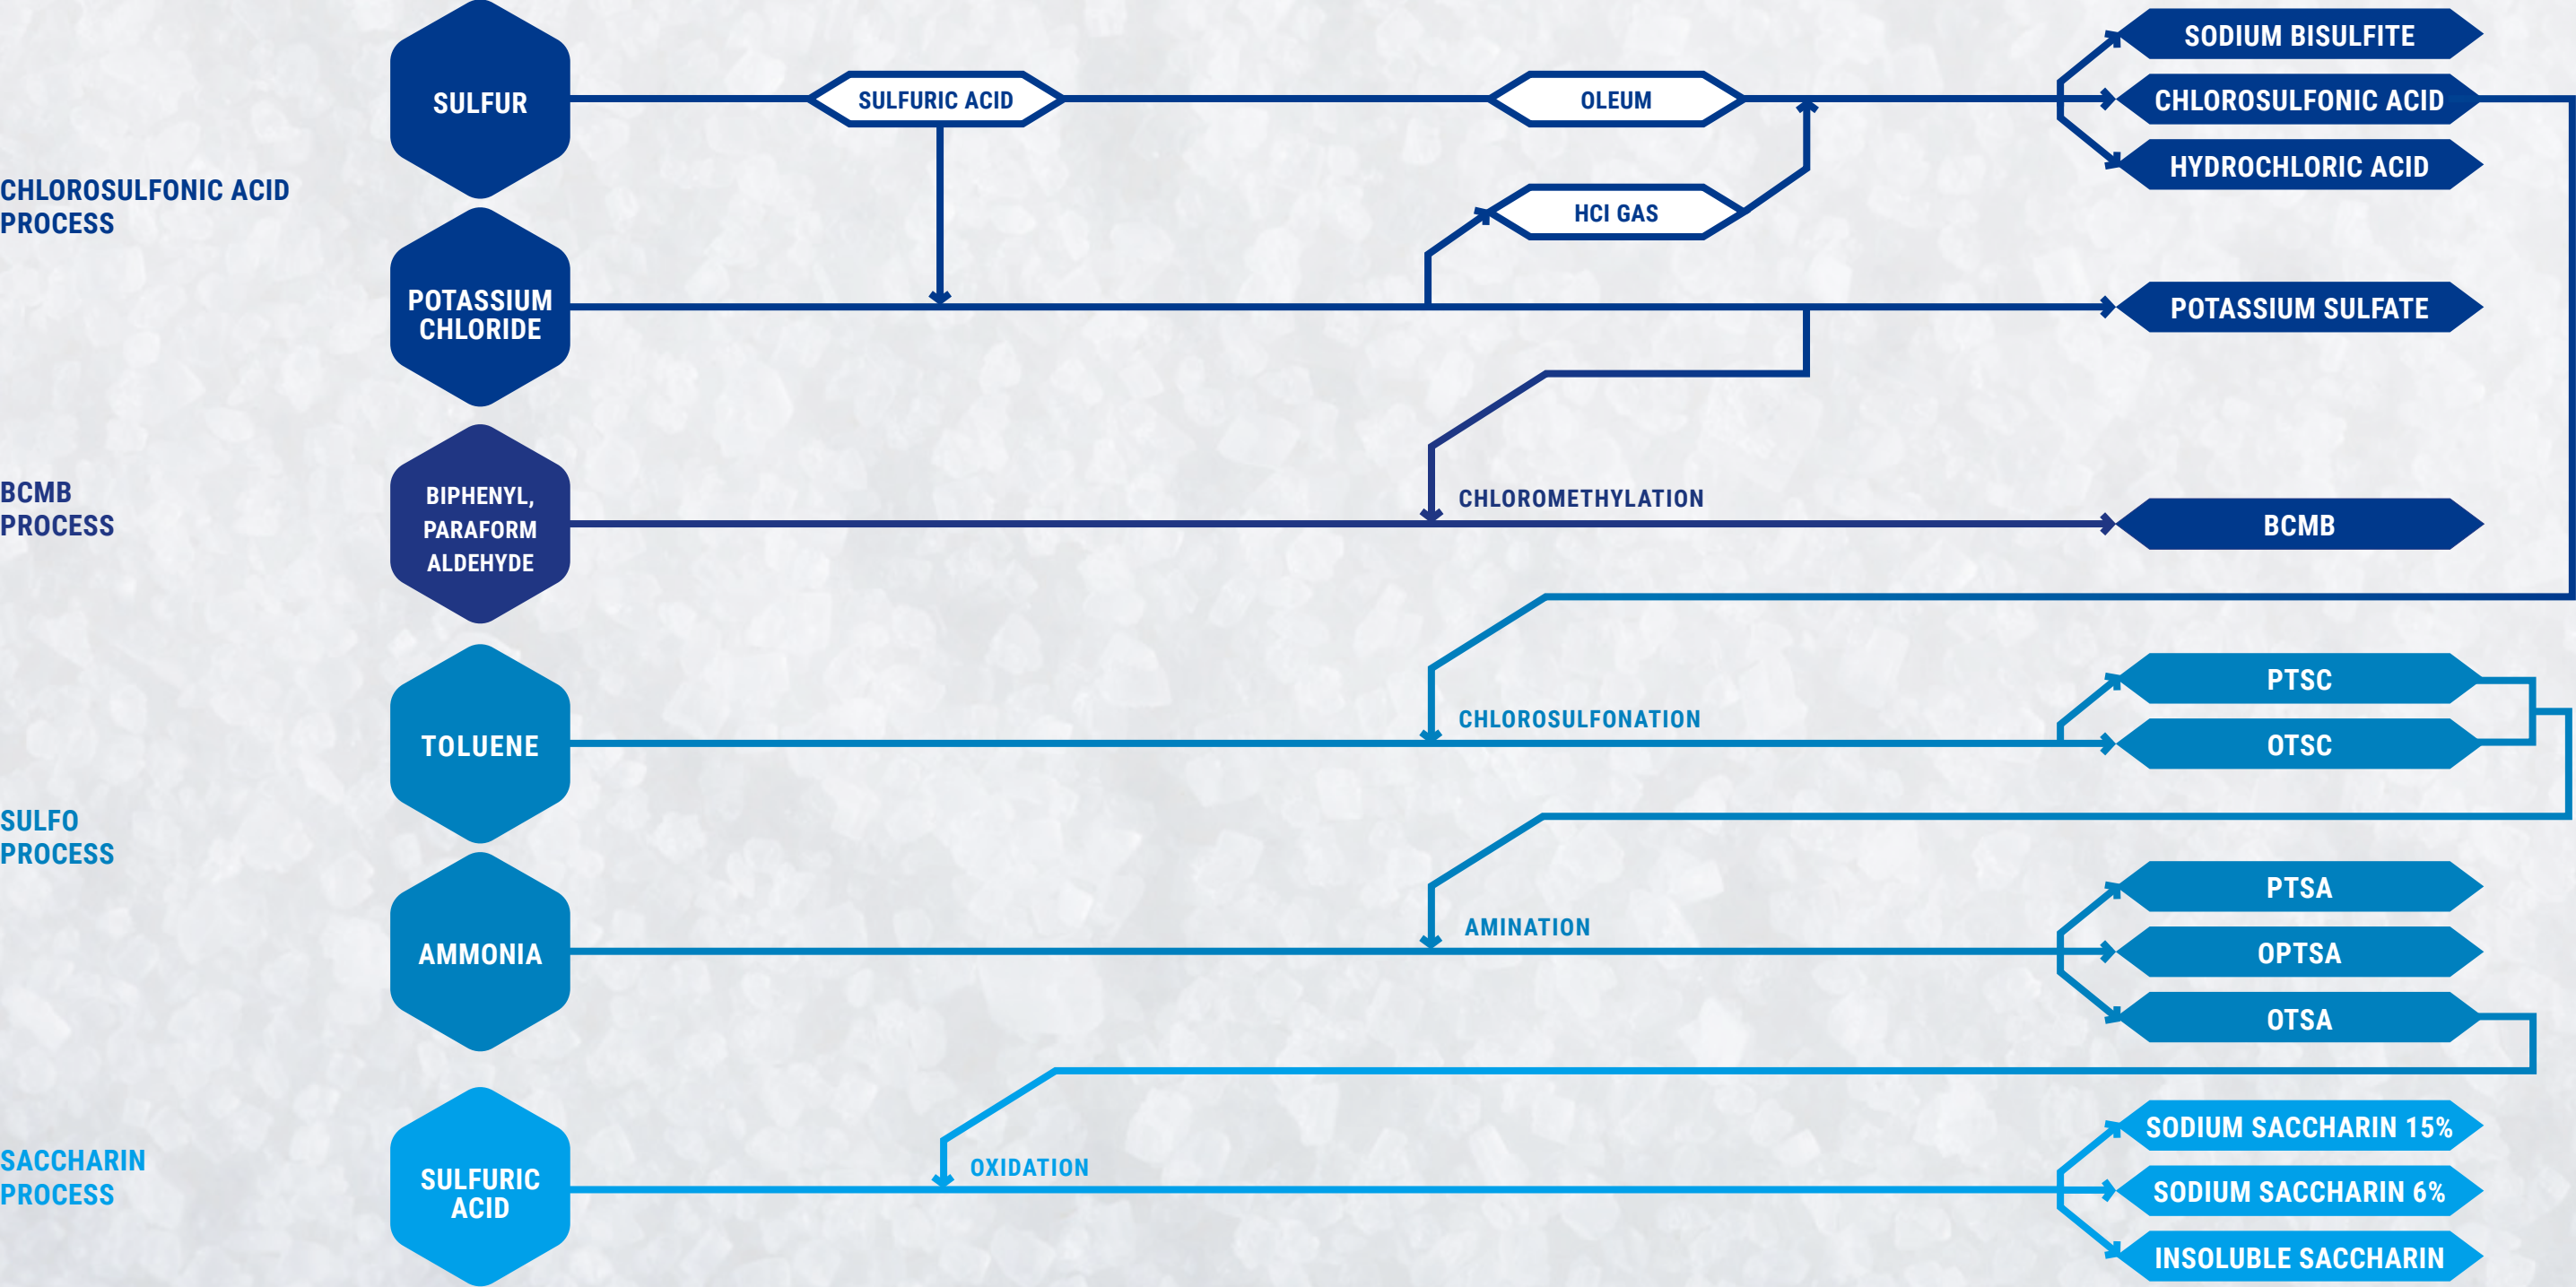 CHLOROSULFONIC ACID
PROCESS
SULFUR
SULFURIC ACID
OLEUM
HCI GAS
SODIUM BISULFITE
CHLOROSULFONIC ACID
HYDROCHLORIC ACID
POTASSIUM
CHLORIDE
POTASSIUM SULFATE
BCMB
PROCESS
BIPHENYL,
PARAFORM
ALDEHYDE
CHLOROMETHYLATION
BCMB
SULFO
PROCESS
TOLUENE
CHLOROSULFONATION
PTSC
OTSC
AMMONIA
AMINATION
PTSA
OPTSA
OTSA
SACCHARIN
PROCESS
SULFURIC
ACID
OXIDATION
SODIUM SACCHARIN 15%
SODIUM SACCHARIN 6%
INSOLUBLE SACCHARIN